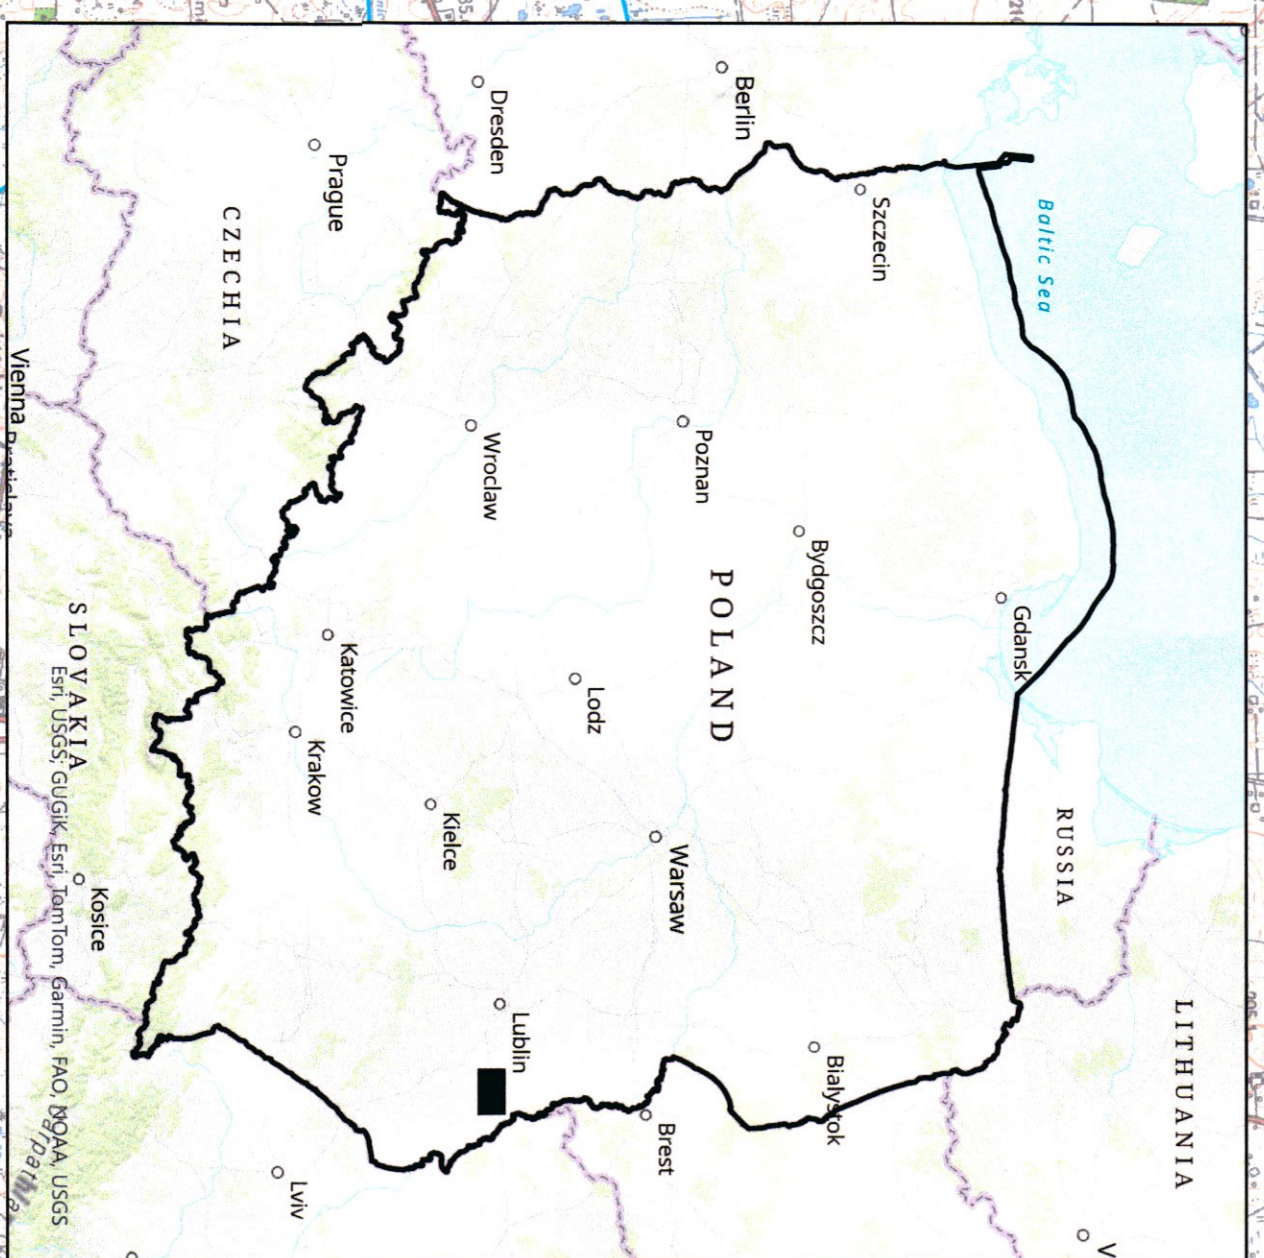 LITHUANIA
V
RUSSIA
Baltic Sea
Gdansk
Szczecin
Bialystok
Bydgoszcz
Berlin
POLAND
Poznan
Warsaw
Brest
Lodz
Lublin
Dresden
Wroclaw
Kielce
Katowice
Prague
Krakow
Lviv
CZECHIA
Kosice
SLOVAKIA
Esri, USGS, GUGiK, Esri, TomTom, Garmin, FAO, NOAA, USGS
Vienna